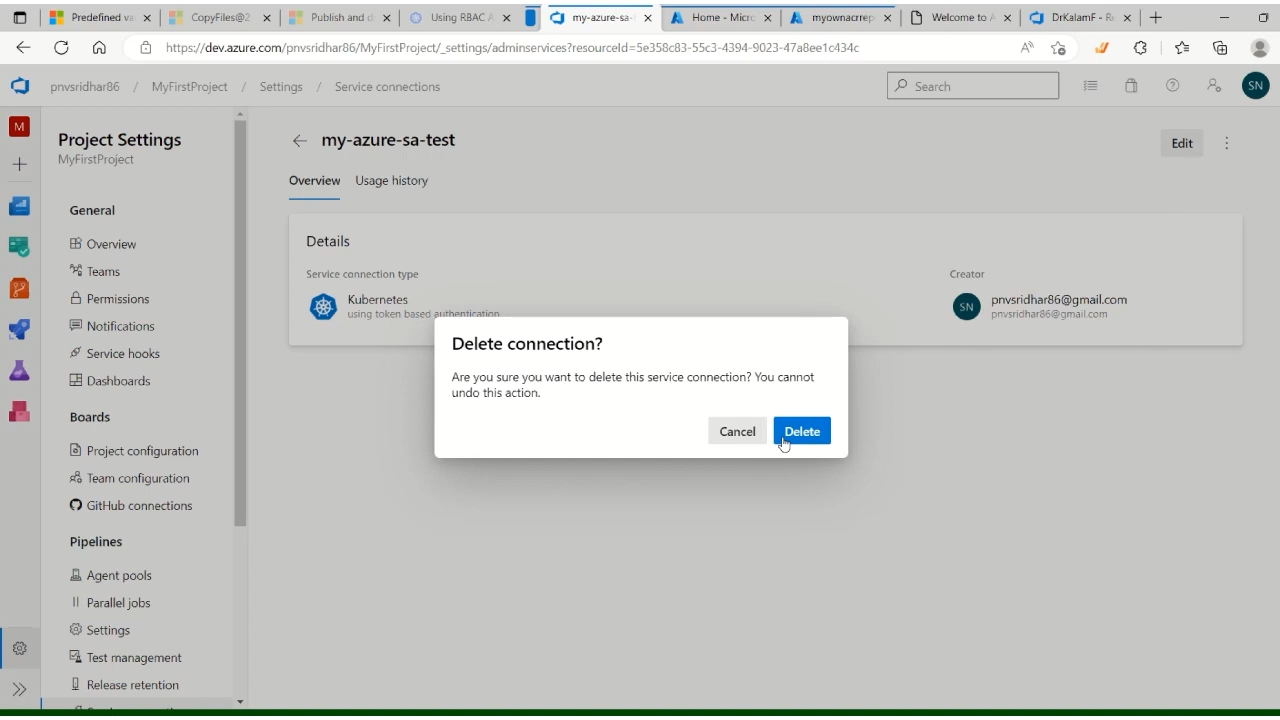 Predefined va
CopyFiles@2
Publish and d
Using RBAC A
my-azure-sa-t
Home - Micro
myownacrrep
Welcome to A
DrKalamF - R
https://dev.azure.com/pnvsridhar86/MyFirstProject/_settings/adminservices?resourceId=5e358c83-55c3-4394-9023-47a8ee1c434c
pnvsridhar86 / MyFirstProject / Settings / Service connections
Search
SN
M
Project Settings
MyFirstProject
General
Overview
Teams
Permissions
Notifications
Service hooks
Dashboards
Boards
Project configuration
Team configuration
GitHub connections
Pipelines
Agent pools
Parallel jobs
Settings
Test management
Release retention
my-azure-sa-test
Edit
Overview Usage history
Details
Service connection type
Kubernetes
using token based authentication
Creator
SN
pnvsridhar86@gmail.com
pnvsridhar86@gmail.com
Delete connection?
Are you sure you want to delete this service connection? You cannot
undo this action.
Cancel
Delete